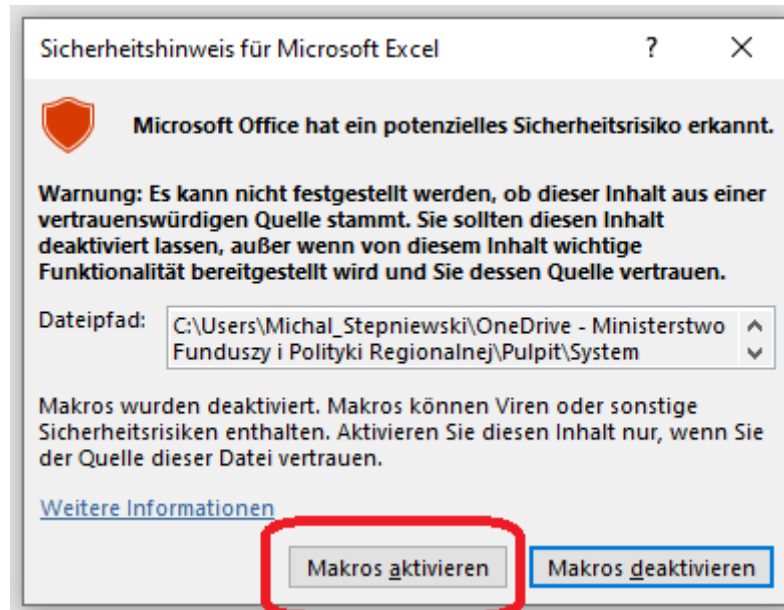 Sicherheitshinweis für Microsoft Excel
Microsoft Office hat ein potenzielles Sicherheitsrisiko erkannt.
Warnung: Es kann nicht festgestellt werden, ob dieser Inhalt aus einer
vertrauenswürdigen Quelle stammt. Sie sollten diesen Inhalt
deaktiviert lassen, außer wenn von diesem Inhalt wichtige
Funktionalität bereitgestellt wird und Sie dessen Quelle vertrauen.
Dateipfad: C:\Users\Michal_Stepniewski\OneDrive - Ministerstwo
Funduszy i Polityki Regionalnej\Pulpit\System
Makros wurden deaktiviert. Makros können Viren oder sonstige
Sicherheitsrisiken enthalten. Aktivieren Sie diesen Inhalt nur, wenn Sie
der Quelle dieser Datei vertrauen.
Weitere Informationen
Makros aktivieren Makros deaktivieren